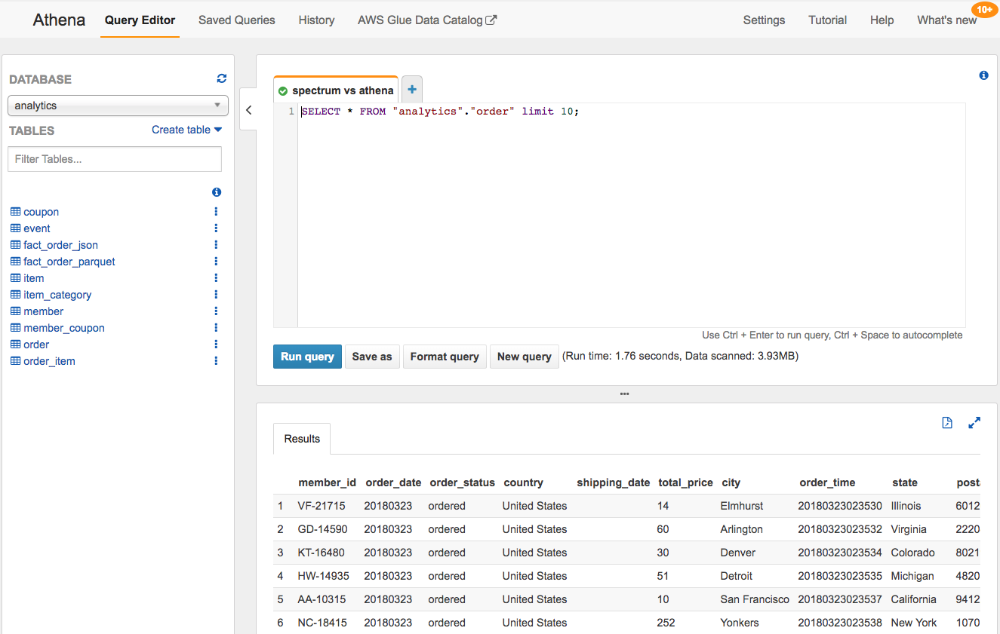 Athena Query Editor Saved Queries History AWS Glue Data Catalog Settings Tutorial Help What's new 10+
DATABASE
analytics
TABLES Create table
Filter Tables...
coupon
event
fact_order_json
fact_order_parquet
item
item_category
member
member_coupon
order
order_item
spectrum vs athena +
1 SELECT * FROM "analytics"."order" limit 10;
Use Ctrl + Enter to run query, Ctrl + Space to autocomplete
Run query Save as Format query New query (Run time: 1.76 seconds, Data scanned: 3.93MB)
Results
member_id order_date order_status country shipping_date total_price city order_time state post
1 VF-21715 20180323 ordered United States 14 Elmhurst 20180323023530 Illinois 6012
2 GD-14590 20180323 ordered United States 60 Arlington 20180323023532 Virginia 2220
3 KT-16480 20180323 ordered United States 30 Denver 20180323023534 Colorado 8021
4 HW-14935 20180323 ordered United States 51 Detroit 20180323023535 Michigan 4820
5 AA-10315 20180323 ordered United States 10 San Francisco 20180323023537 California 9412
6 NC-18415 20180323 ordered United States 252 Yonkers 20180323023538 New York 1070